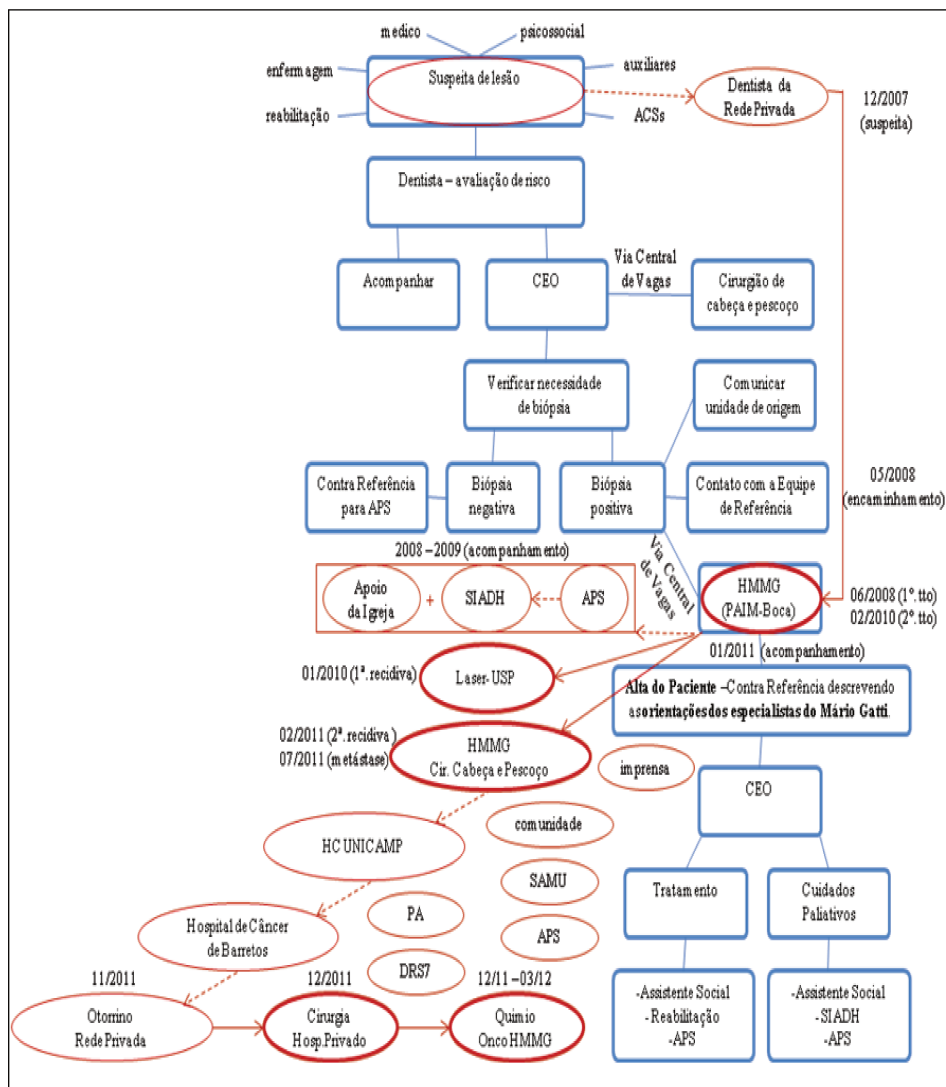 medico
psicossocial
enfermagem
auxiliares
Suspeita de lesão
reabilitação
ACSs
Dentista da
Rede Privada
12/2007
(suspeita)
Dentista – avaliação de risco
Acompanhar
CEO
Via Central
de Vagas
Cirurgião de
cabeça e pescoço
Verificar necessidade
de biópsia
Comunicar
unidade de origem
Contra Referência
para APS
Biópsia
negativa
Biópsia
positiva
Contato com a Equipe
de Referência
05/2008
(encaminhamento)
2008 – 2009 (acompanhamento)
Via Central
de Vagas
Apoio
da Igreja
+
SIADH
APS
HMMG
(PAIM-Boca)
06/2008 (1º. tto)
02/2010 (2º. tto)
01/2011 (acompanhamento)
01/2010 (1ª. recidiva)
Laser- USP
Alta do Paciente –Contra Referência descrevendo
as orientações dos especialistas do Mário Gatti.
02/2011 (2ª. recidiva)
07/2011 (metástase)
HMMG
Cir. Cabeça e Pescoço
imprensa
CEO
comunidade
HC UNICAMP
SAMU
Tratamento
Cuidados
Paliativos
PA
Hospital de Câncer
de Barretos
APS
DRS7
11/2011
12/2011
12/11 –03/12
Otorrino
Rede Privada
Cirurgia
Hosp.Privado
Quimio
Onco HMMG
-Assistente Social
-Reabilitação
-APS
-Assistente Social
-SIADH
-APS